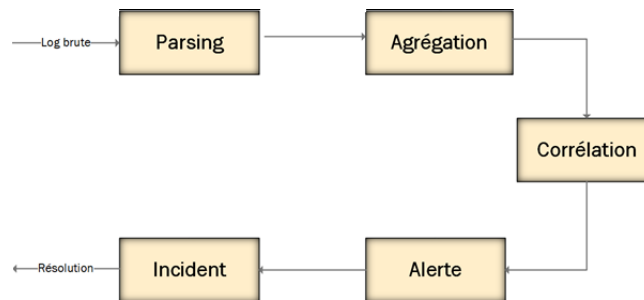 Log brute
Parsing
Agrégation
Corrélation
Alerte
Incident
Résolution